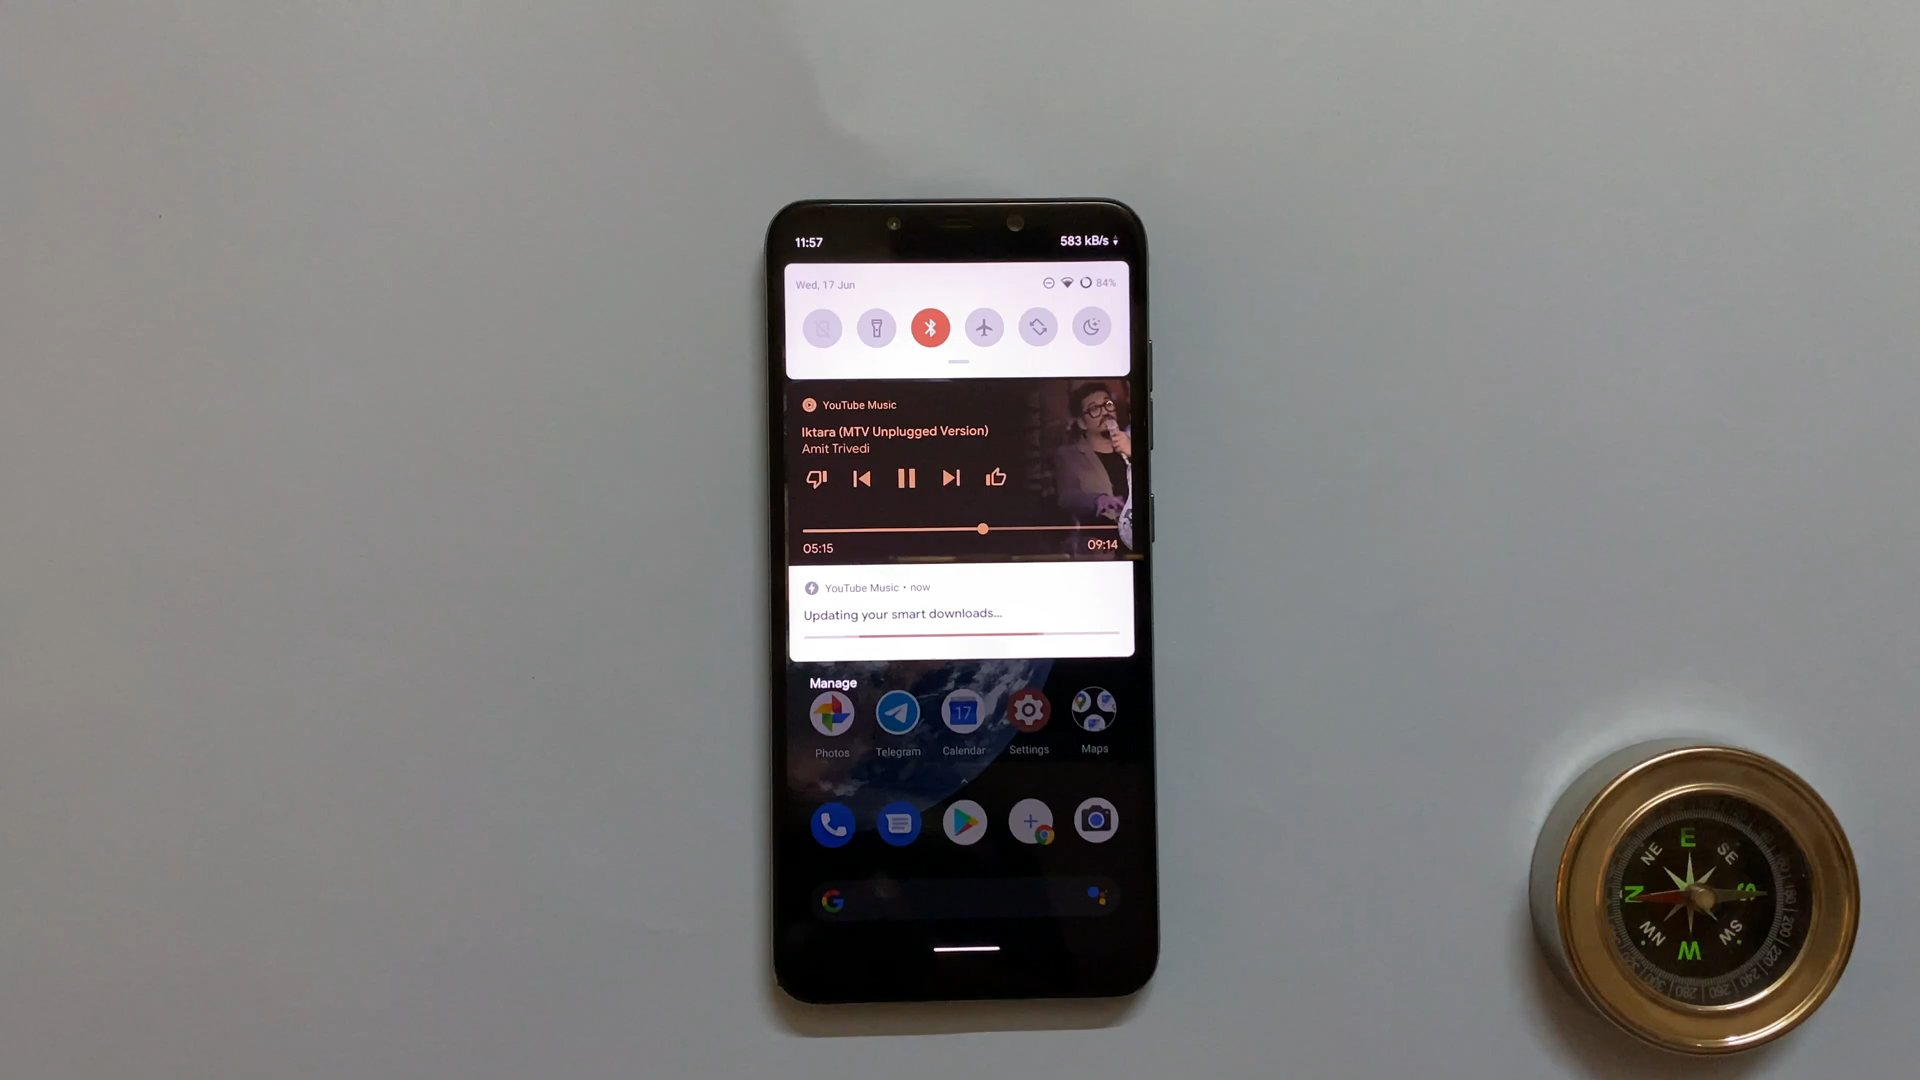 11:57
583 kB/s
Wed, 17 Jun
84%
YouTube Music
Iktara (MTV Unplugged Version)
Amit Trivedi
05:15
09:14
YouTube Music • now
Updating your smart downloads...
Manage
17
Photos
Telegram
Calendar
Settings
Maps
G
E
NE
SE
N
S
NW
SW
W